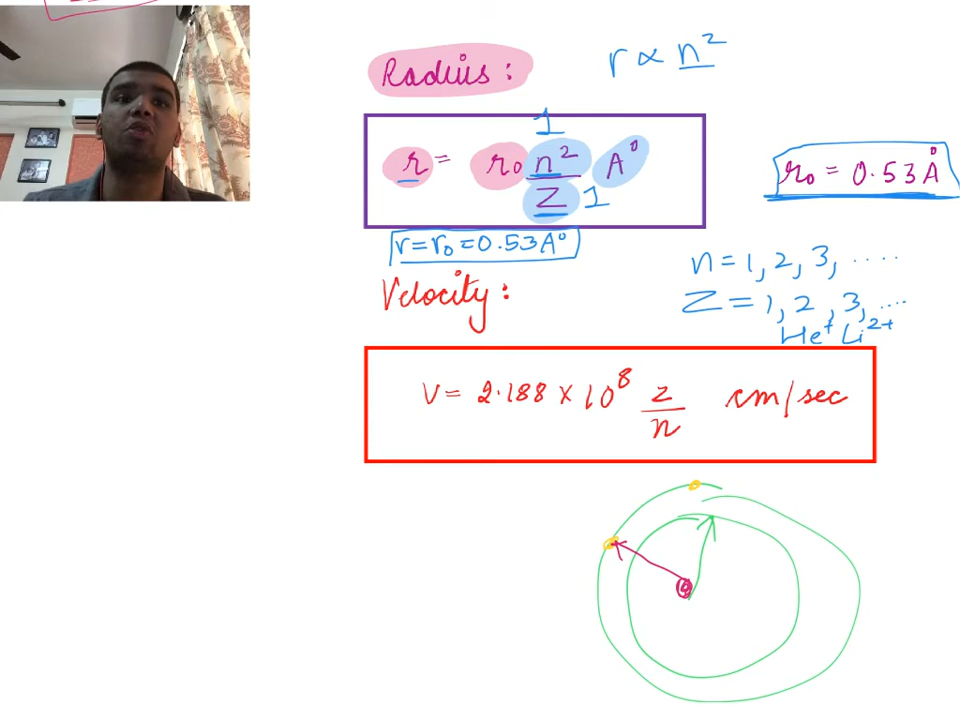 Radius:
r ∝ n²
1
r = r₀ n²/Z A°
1
r₀ = 0.53 A°
r = r₀ = 0.53 A°
n = 1, 2, 3, ....
Z = 1, 2, 3, ....
He⁺ Li²⁺
Velocity:
V = 2.188 × 10⁸ z/n cm/sec